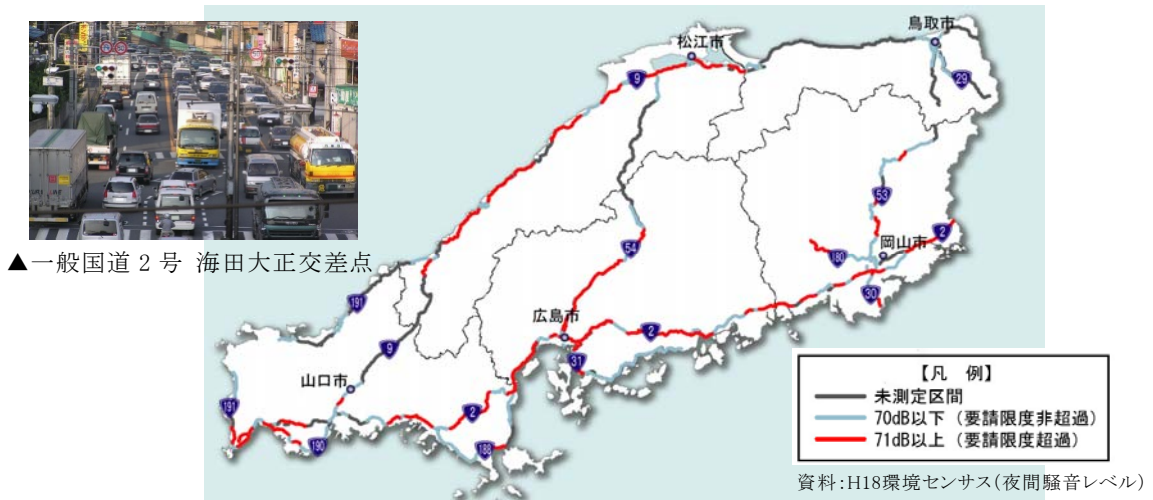 ▲一般国道 2 号 海田大正交差点
鳥取市
松江市
9
29
53
2
岡山市
54
180
30
191
広島市
2
9
31
山口市
191
2
190
188
【凡 例】
未測定区間
70dB以下 (要請限度非超過)
71dB以上 (要請限度超過)
資料:H18環境センサス(夜間騒音レベル)